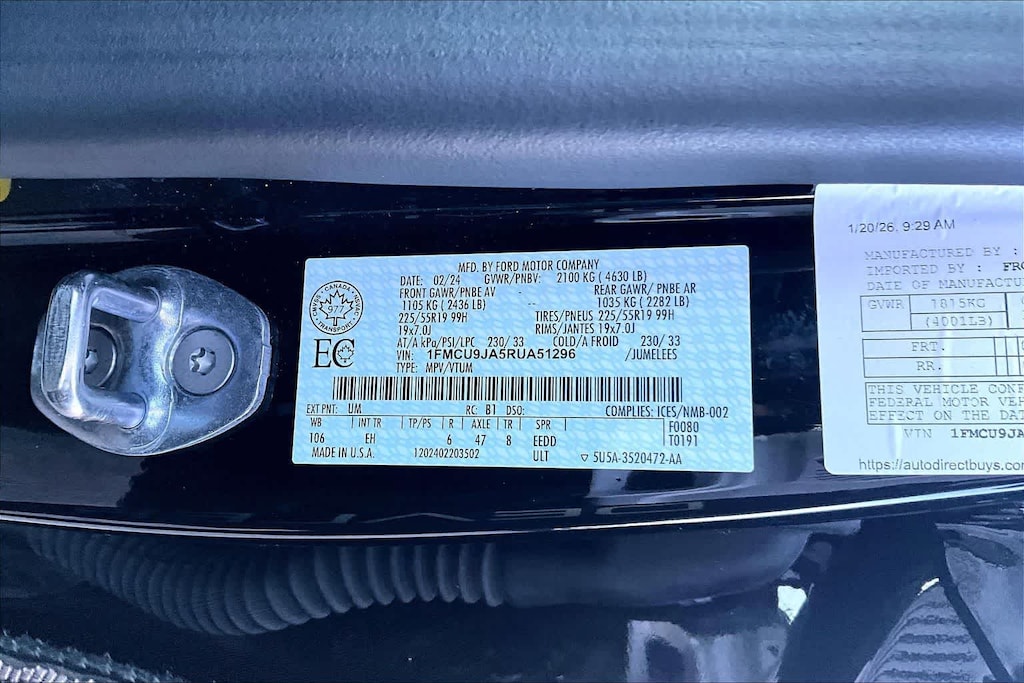 MFD. BY FORD MOTOR COMPANY
DATE: 02/24 GVWR/PNBV: 2100 KG ( 4630 LB)
FRONT GAWR/PNBE AV REAR GAWR/ PNBE AR
1105 KG ( 2436 LB) -- 1035 KG ( 2282 LB)
225/55R19 99H TIRES/PNEUS 225/55R19 99H
19x7.0J RIMS/JANTES 19x7.0J
AT/A kPa/PSI/LPC 230/ 33 COLD/A FROID 230/ 33
VIN: 1FMCU9JA5RUA51296 /JUMELEES
TYPE: MPV/VTUM
CANADA
977
TRANSPORT
EC
EXT PNT: UM RC: B1 DSO: COMPLIES: ICES/NMB-002
WB INT TR TP/PS R AXLE TR SPR F0080
106 EH 6 47 8 EEDD T0191
MADE IN U.S.A. 1202402203502 ULT 5U5A-3520472-AA
1/20/26, 9:29 AM
MANUFACTURED BY :
IMPORTED BY : FRO
DATE OF MANUFACTU
GVWR 1815KG
(4001LB)
FRT.
RR.
THIS VEHICLE CONF
FEDERAL MOTOR VEH
EFFECT ON THE DAT
VIN 1FMCU9JA
https://autodirectbuys.com